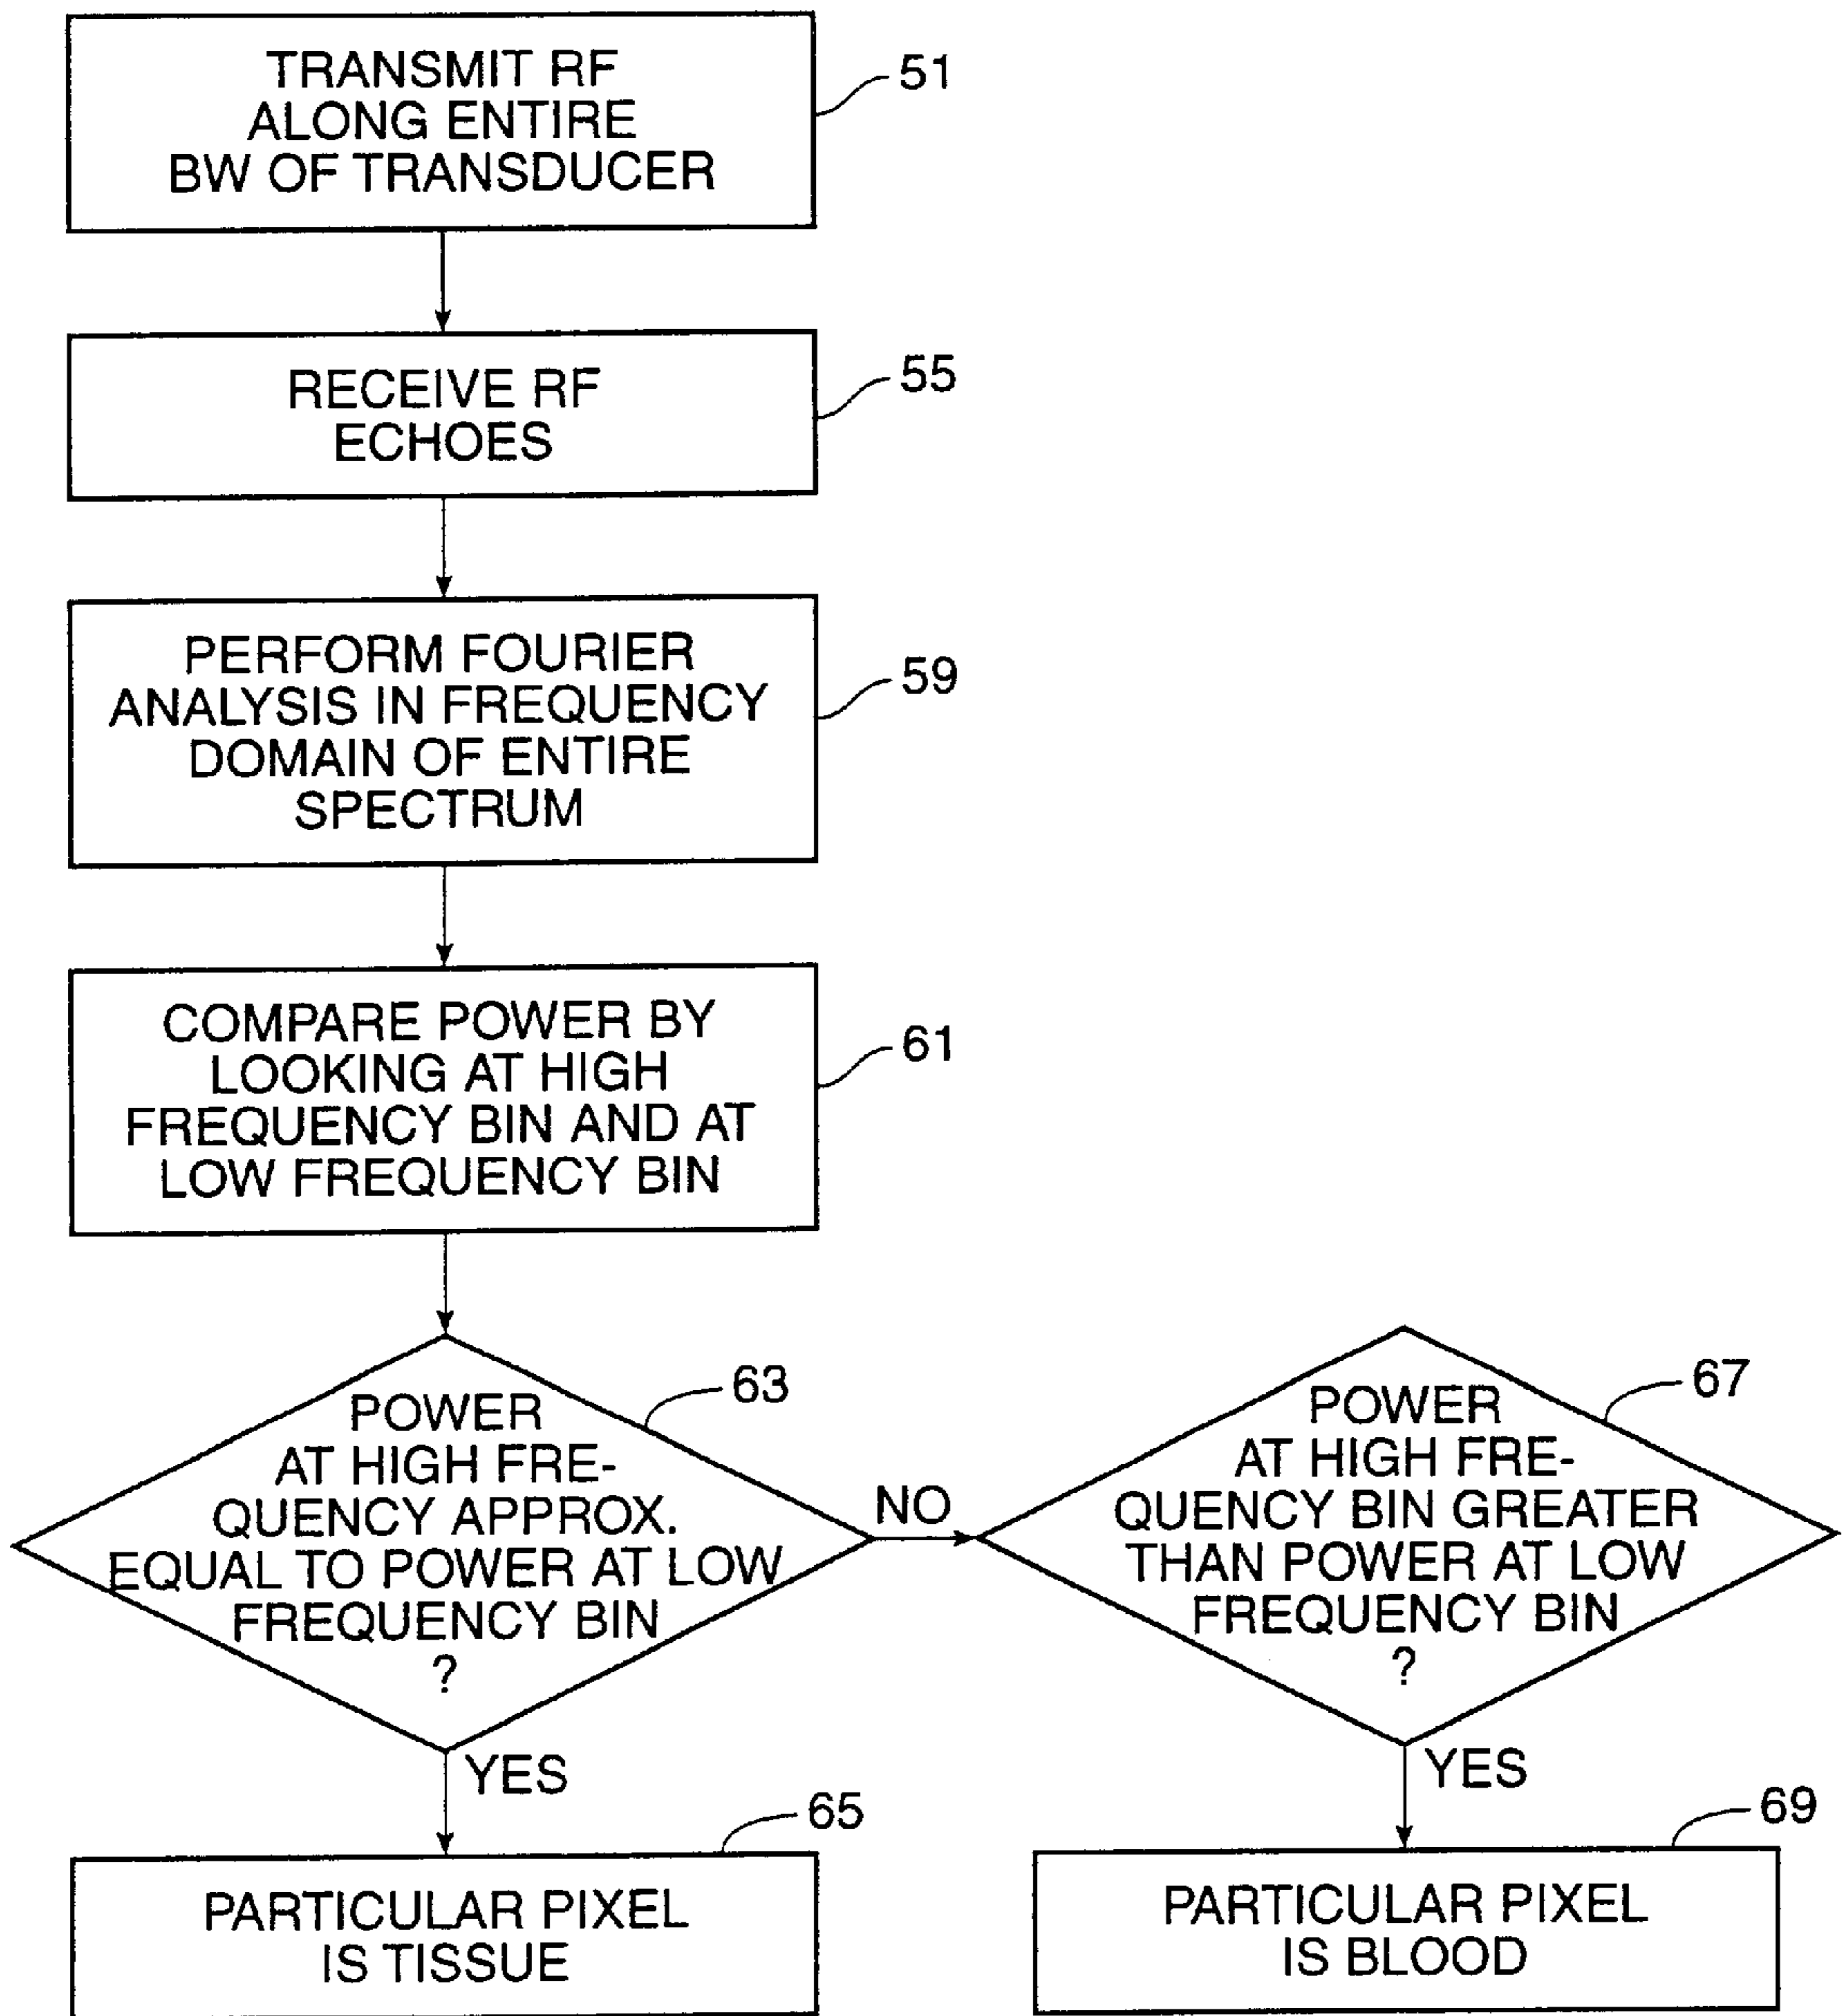 TRANSMIT RF
ALONG ENTIRE
BW OF TRANSDUCER
51
RECEIVE RF
ECHOES
55
PERFORM FOURIER
ANALYSIS IN FREQUENCY
DOMAIN OF ENTIRE
SPECTRUM
59
COMPARE POWER BY
LOOKING AT HIGH
FREQUENCY BIN AND AT
LOW FREQUENCY BIN
61
POWER
AT HIGH FRE-
QUENCY APPROX.
EQUAL TO POWER AT LOW
FREQUENCY BIN
?
63
NO
POWER
AT HIGH FRE-
QUENCY BIN GREATER
THAN POWER AT LOW
FREQUENCY BIN
?
67
YES
YES
65
PARTICULAR PIXEL
IS TISSUE
69
PARTICULAR PIXEL
IS BLOOD